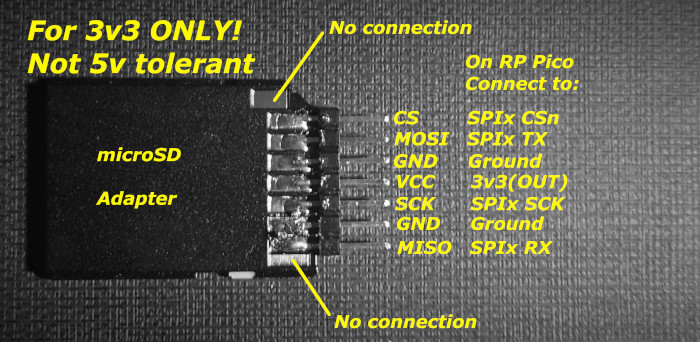 For 3v3 ONLY!
Not 5v tolerant
No connection
On RP Pico
Connect to:
CS SPIx CSn
MOSI SPIx TX
GND Ground
VCC 3v3(OUT)
SCK SPIx SCK
GND Ground
MISO SPIx RX
microSD
Adapter
No connection